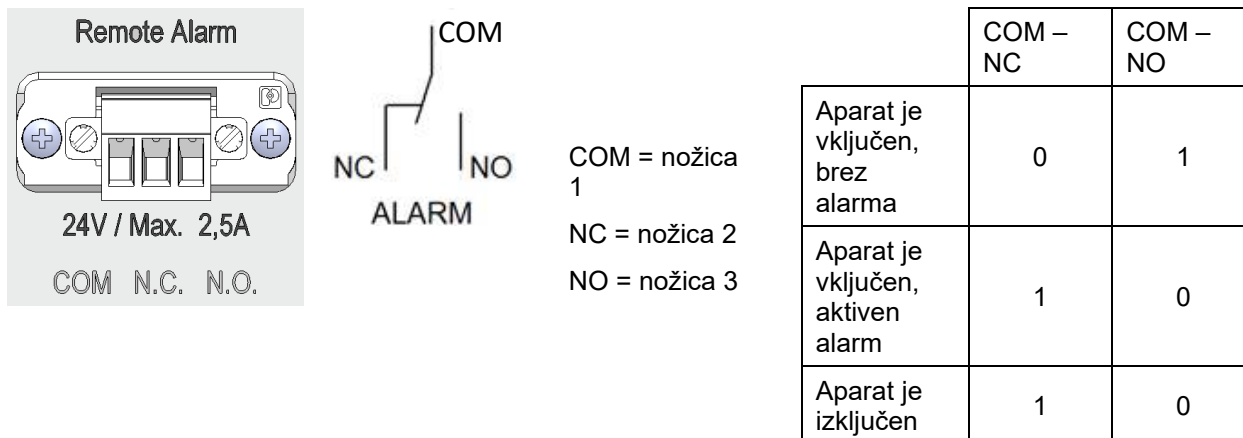 Remote Alarm
24V / Max. 2,5A
COM N.C. N.O.
COM
NC
NO
ALARM
COM = nožica
1
NC = nožica 2
NO = nožica 3
COM –
NC
COM –
NO
Aparat je
vključen,
brez
alarma
0
1
Aparat je
vključen,
aktiven
alarm
1
0
Aparat je
izključen
1
0